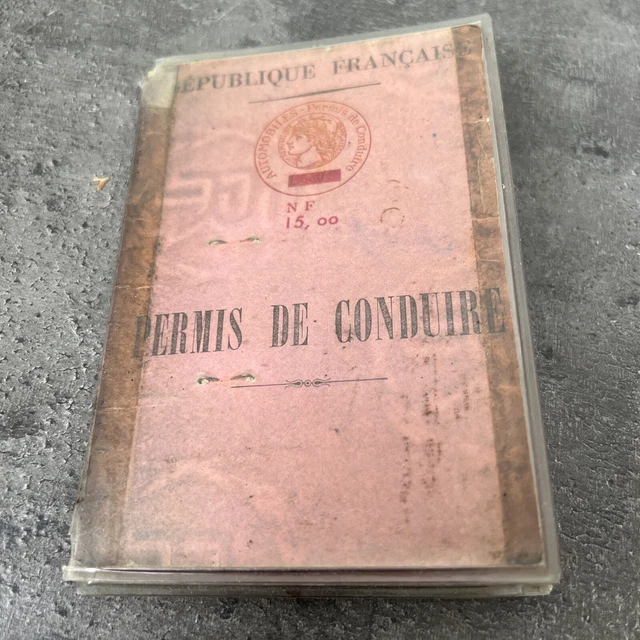 RÉPUBLIQUE FRANÇAISE
AUTOMOBILES - Permis de Conduire
NF
15,00
PERMIS DE CONDUIRE